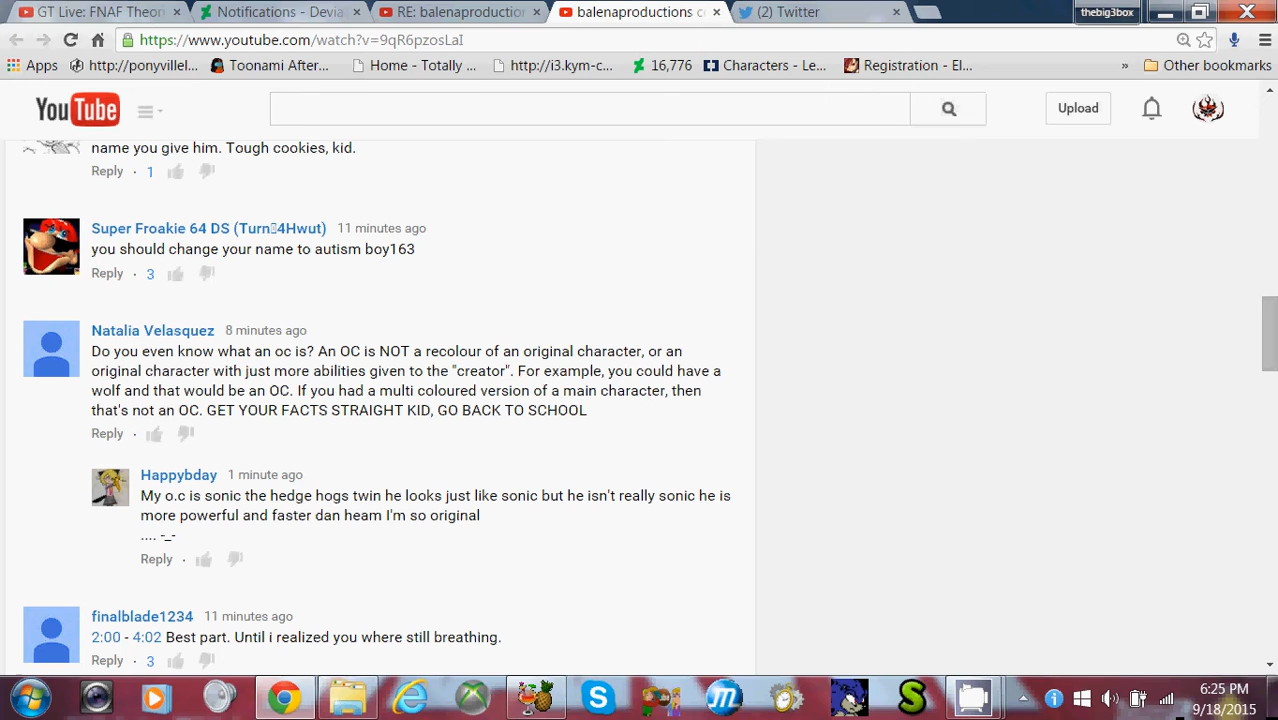 GT Live: FNAF Theor × Notifications - Devia × RE: balenaproduction × balenaproductions c × (2) Twitter × thebig3box
https://www.youtube.com/watch?v=9qR6pzosLaI
Apps http://ponyvillel... Toonami After... Home - Totally ... http://i3.kym-c... 16,776 Characters - Le... Registration - El... » Other bookmarks
YouTube Upload
name you give him. Tough cookies, kid.
Reply · 1
Super Froakie 64 DS (Turn▯4Hwut) 11 minutes ago
you should change your name to autism boy163
Reply · 3
Natalia Velasquez 8 minutes ago
Do you even know what an oc is? An OC is NOT a recolour of an original character, or an
original character with just more abilities given to the "creator". For example, you could have a
wolf and that would be an OC. If you had a multi coloured version of a main character, then
that's not an OC. GET YOUR FACTS STRAIGHT KID, GO BACK TO SCHOOL
Reply ·
Happybday 1 minute ago
My o.c is sonic the hedge hogs twin he looks just like sonic but he isn't really sonic he is
more powerful and faster dan heam I'm so original
.... -_-
Reply ·
finalblade1234 11 minutes ago
2:00 - 4:02 Best part. Until i realized you where still breathing.
Reply · 3
6:25 PM
9/18/2015